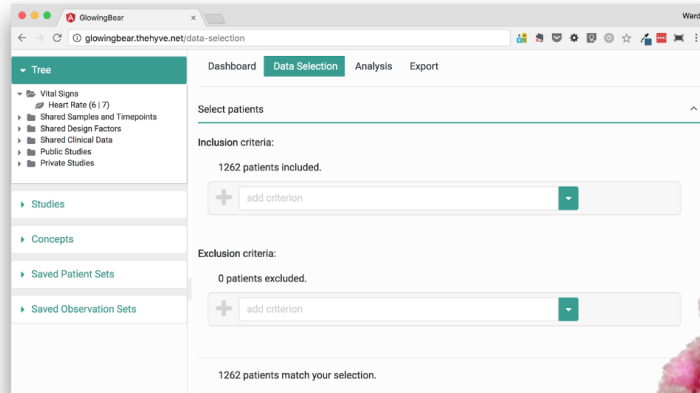 GlowingBear
Ward
glowingbear.thehyve.net/data-selection
Tree
Vital Signs
Heart Rate (6 | 7)
Shared Samples and Timepoints
Shared Design Factors
Shared Clinical Data
Public Studies
Private Studies
Studies
Concepts
Saved Patient Sets
Saved Observation Sets
Dashboard Data Selection Analysis Export
Select patients
Inclusion criteria:
1262 patients included.
add criterion
Exclusion criteria:
0 patients excluded.
add criterion
1262 patients match your selection.